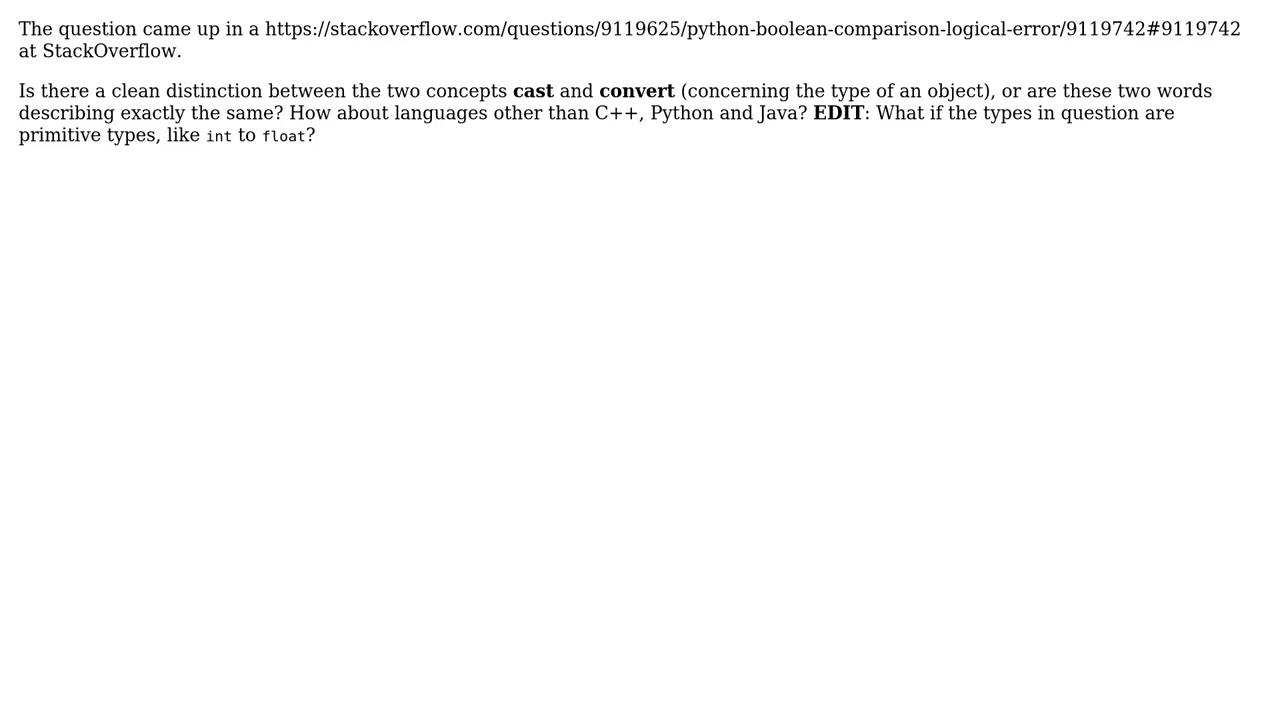 The question came up in a https://stackoverflow.com/questions/9119625/python-boolean-comparison-logical-error/9119742#9119742
at StackOverflow.
Is there a clean distinction between the two concepts cast and convert (concerning the type of an object), or are these two words
describing exactly the same? How about languages other than C++, Python and Java? EDIT: What if the types in question are
primitive types, like int to float?